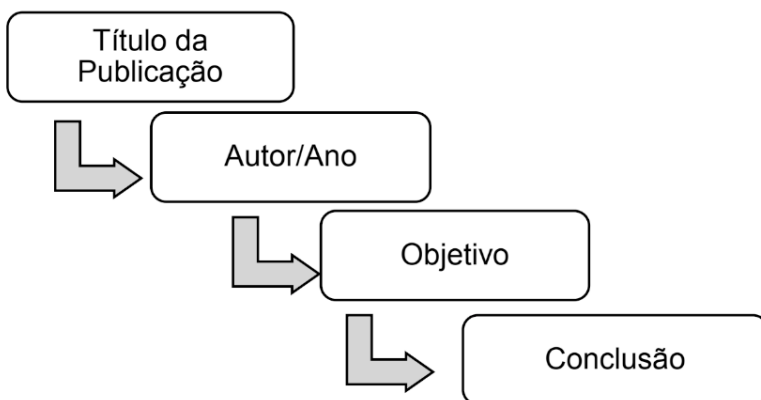 Título da
Publicação
Autor/Ano
Objetivo
Conclusão